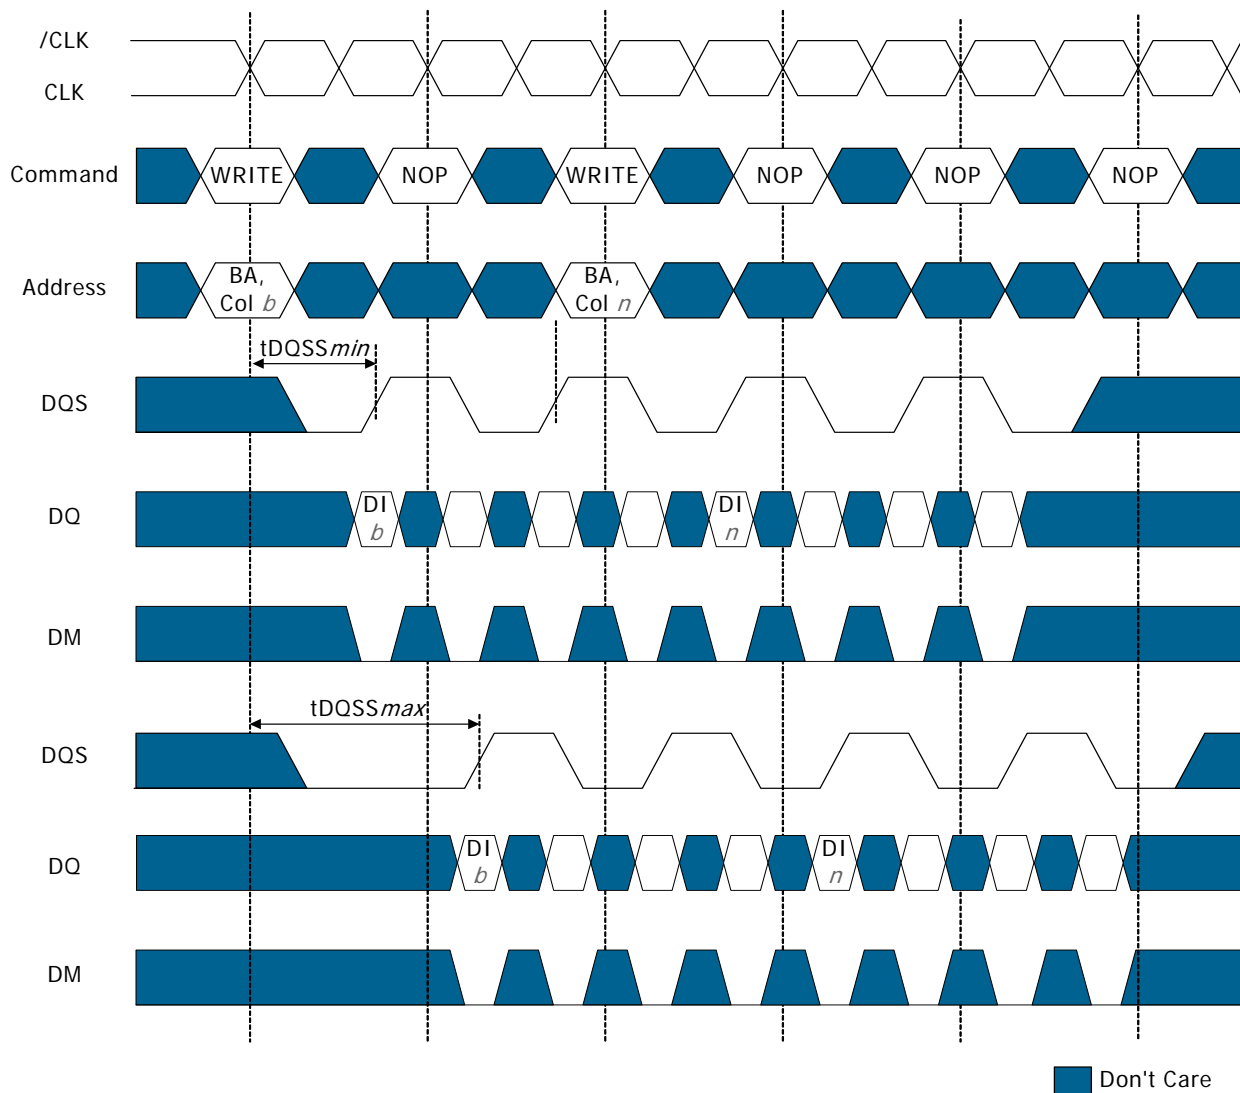 /CLK
CLK
Command
WRITE
NOP
WRITE
NOP
NOP
NOP
Address
BA,
Col b
BA,
Col n
tDQSSmin
DQS
DQ
DI
b
DI
n
DM
tDQSSmax
DQS
DQ
DI
b
DI
n
DM
Don't Care